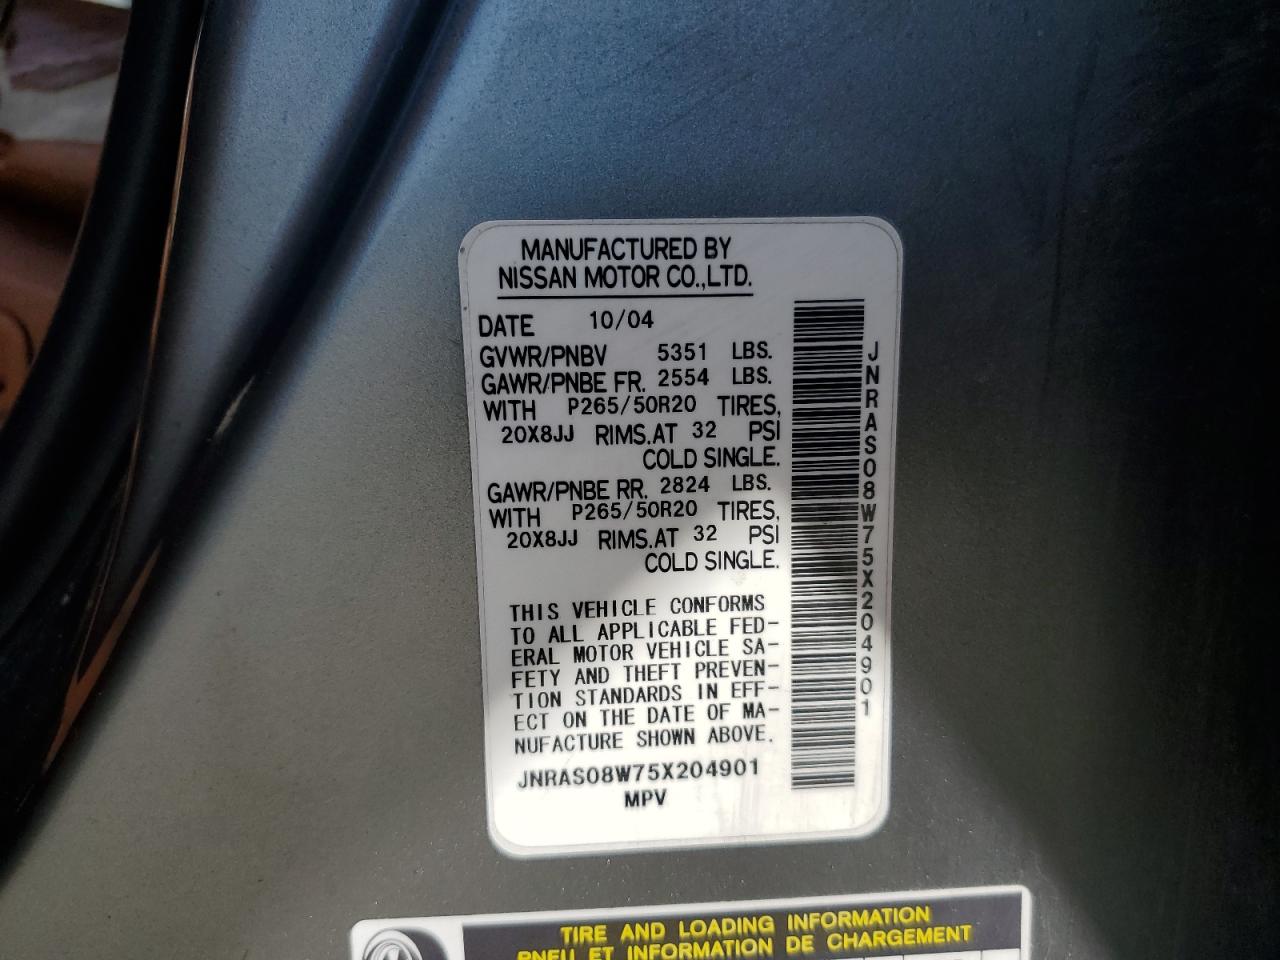 MANUFACTURED BY
NISSAN MOTOR CO.,LTD.
DATE 10/04
GVWR/PNBV 5351 LBS.
GAWR/PNBE FR. 2554 LBS.
WITH P265/50R20 TIRES,
20X8JJ RIMS.AT 32 PSI
COLD SINGLE.
GAWR/PNBE RR. 2824 LBS.
WITH P265/50R20 TIRES,
20X8JJ RIMS.AT 32 PSI
COLD SINGLE.
THIS VEHICLE CONFORMS
TO ALL APPLICABLE FED-
ERAL MOTOR VEHICLE SA-
FETY AND THEFT PREVEN-
TION STANDARDS IN EFF-
ECT ON THE DATE OF MA-
NUFACTURE SHOWN ABOVE.
JNRAS08W75X204901
MPV
JNRAS08W75X204901
TIRE AND LOADING INFORMATION
PNEU ET INFORMATION DE CHARGEMENT